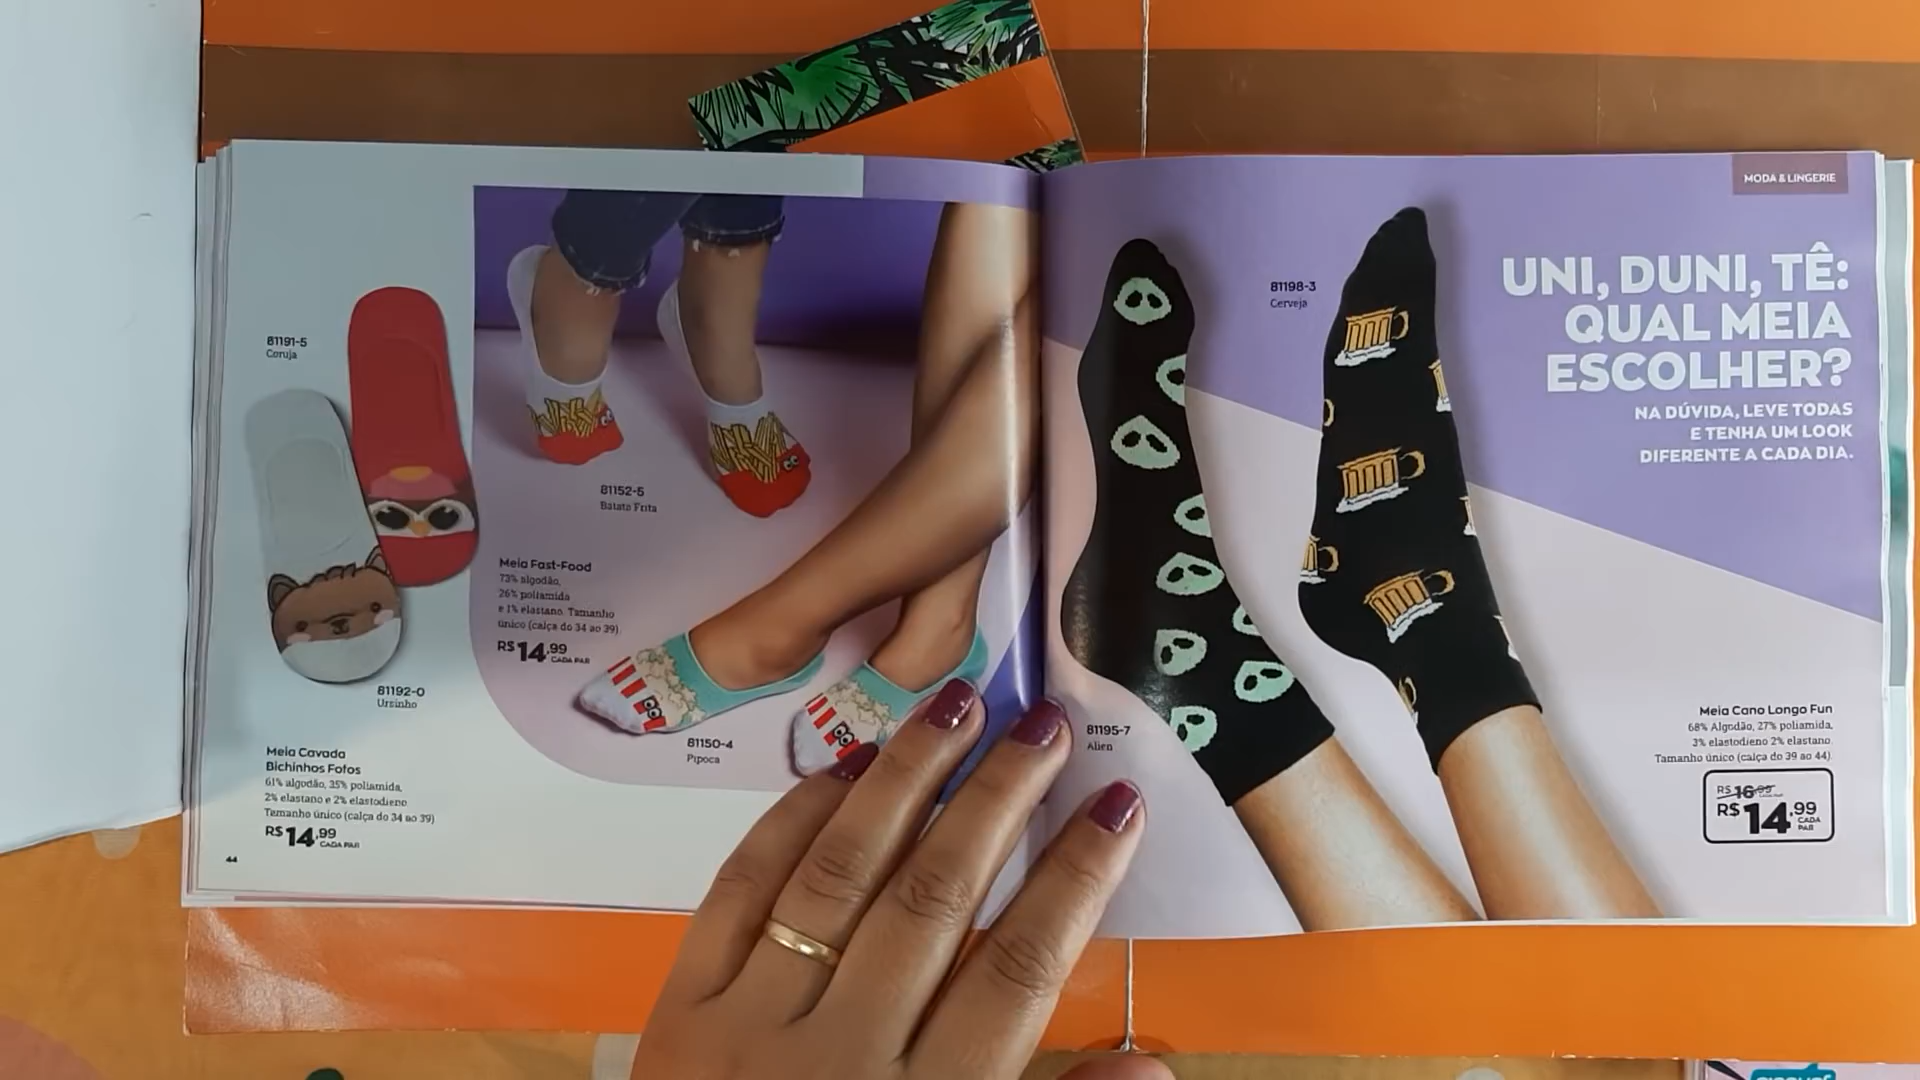 81191-5
Coruja
81192-0
Ursinho
Meia Cavada
Bichinhos Fofos
61% algodão, 35% poliamida,
2% elastano e 2% elastodieno
Tamanho único (calça do 34 ao 39)
R$14,99
CADA PAR
44
81152-5
Batata Frita
Meia Fast-Food
73% algodão,
26% poliamida
e 1% elastano. Tamanho
único (calça do 34 ao 39)
R$14,99
CADA PAR
81150-4
Pipoca
MODA & LINGERIE
81198-3
Cerveja
UNI, DUNI, TÊ:
QUAL MEIA
ESCOLHER?
NA DÚVIDA, LEVE TODAS
E TENHA UM LOOK
DIFERENTE A CADA DIA.
81195-7
Alien
Meia Cano Longo Fun
68% Algodão, 27% poliamida,
3% elastodieno 2% elastano.
Tamanho único (calça do 39 ao 44).
R$ 16,99
R$14,99
CADA
PAR